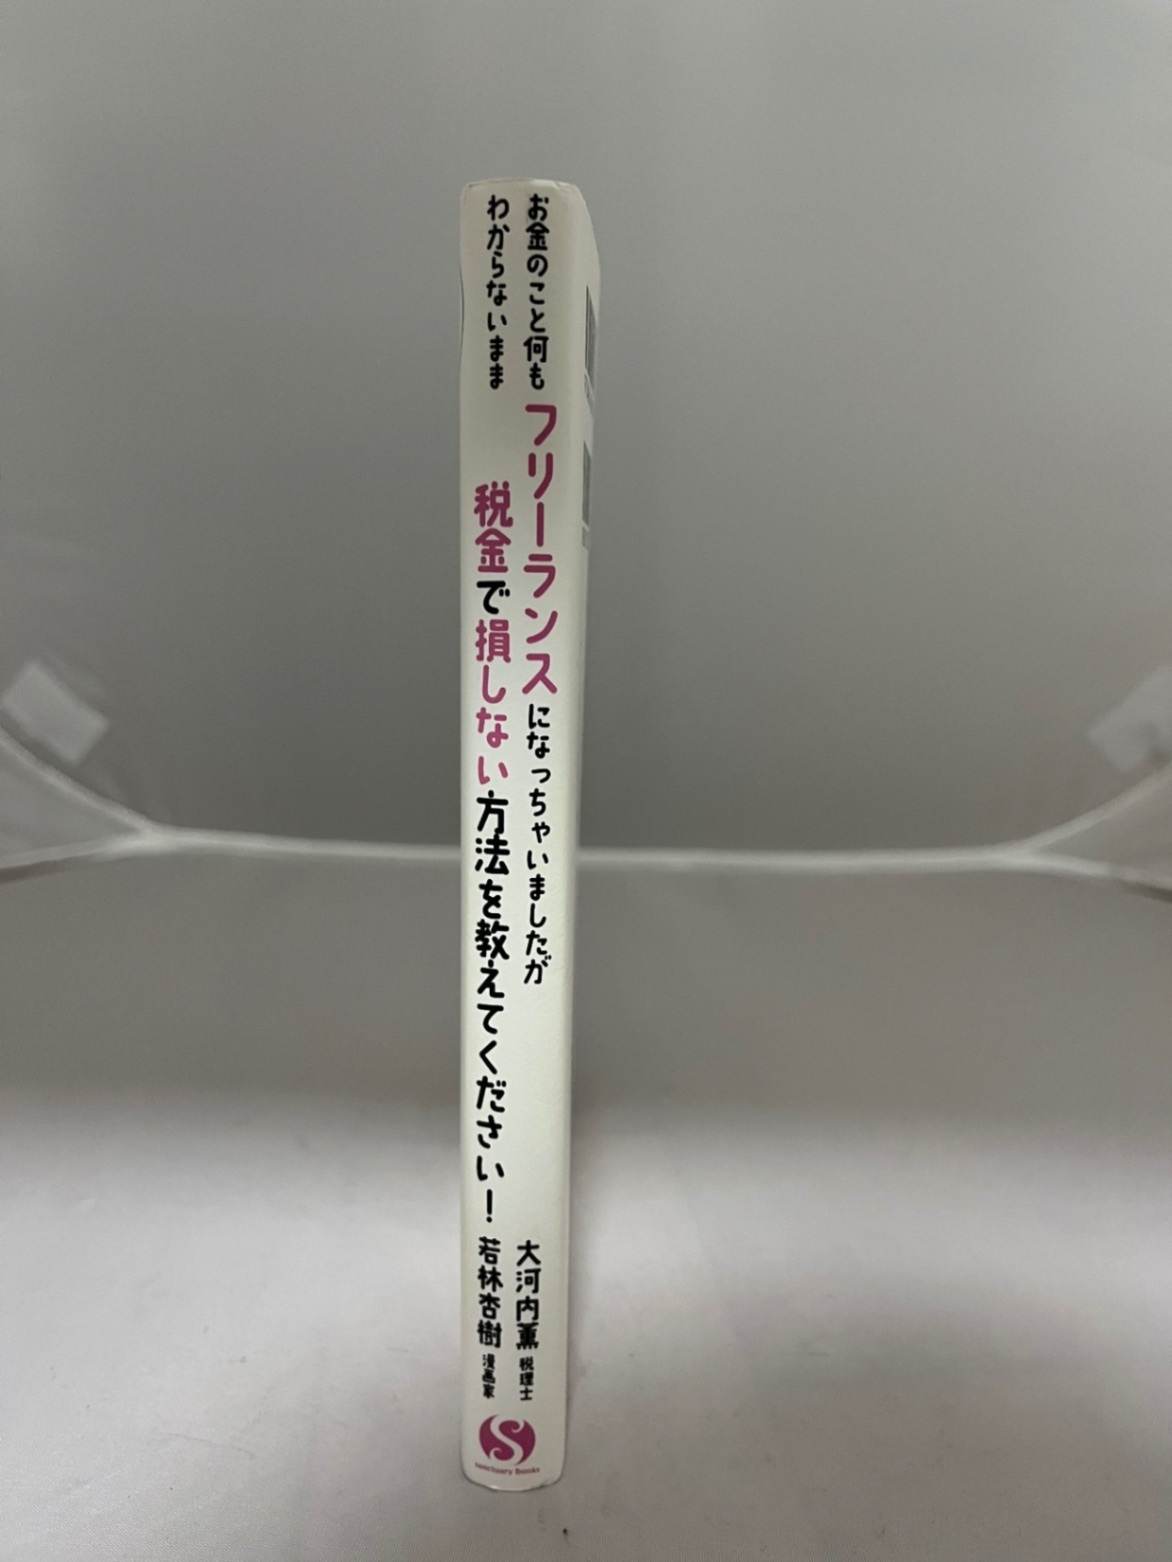 お金のこと何も
わからないまま
フリーランスになっちゃいましたが
税金で損しない方法を教えてください！
大河内薫 税理士
若林杏樹 漫画家
S
sanctuary books